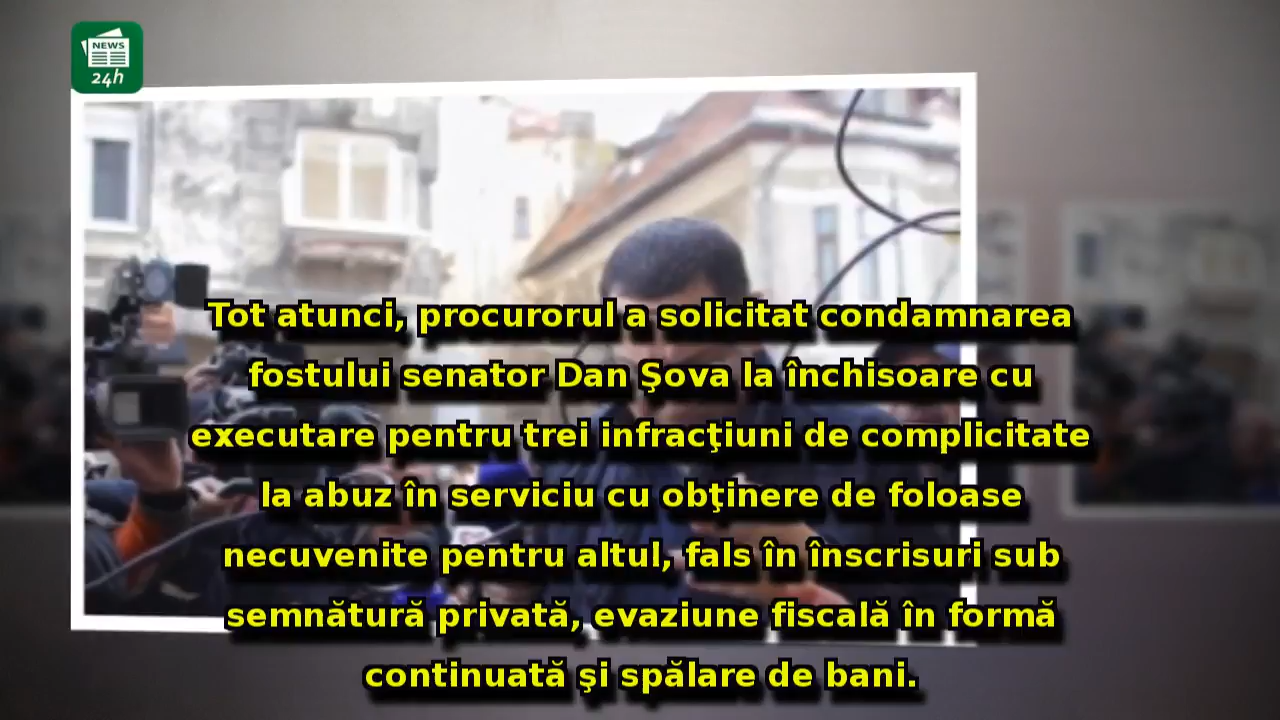 NEWS
24h
Tot atunci, procurorul a solicitat condamnarea
fostului senator Dan Şova la închisoare cu
executare pentru trei infracţiuni de complicitate
la abuz în serviciu cu obţinere de foloase
necuvenite pentru altul, fals în înscrisuri sub
semnătură privată, evaziune fiscală în formă
continuată şi spălare de bani.